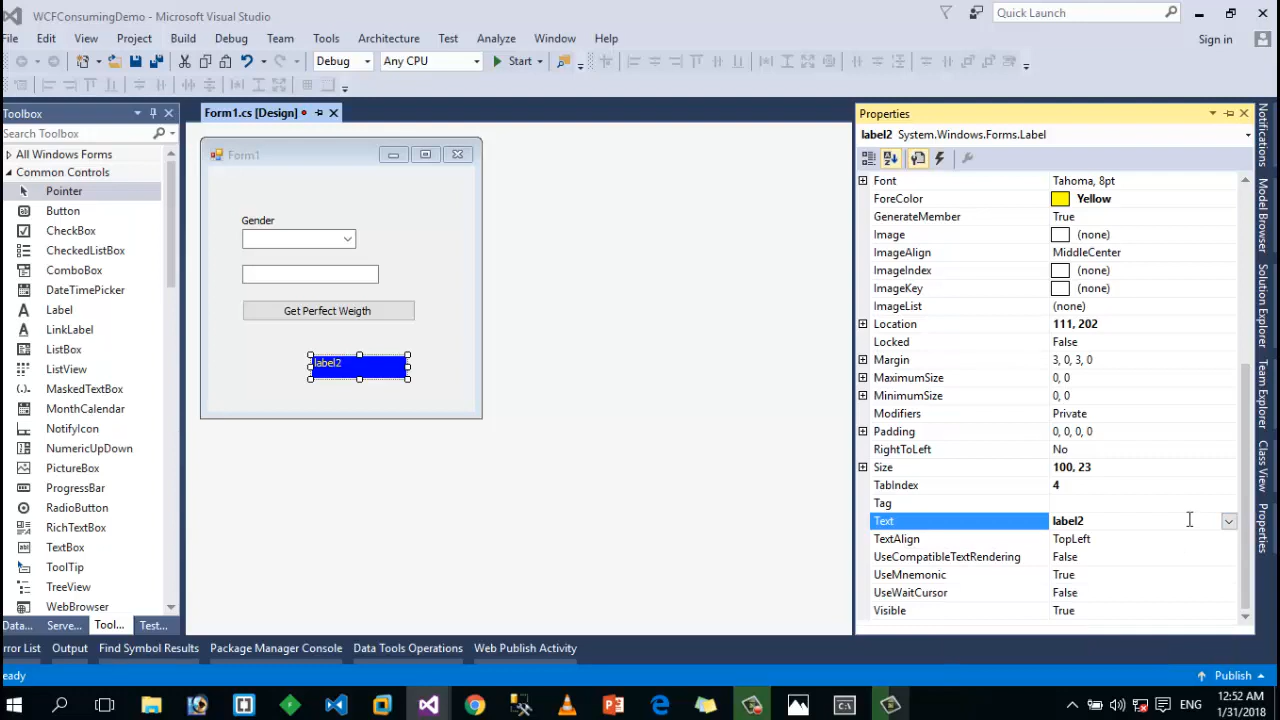 WCFConsumingDemo - Microsoft Visual Studio
Quick Launch
File Edit View Project Build Debug Team Tools Architecture Test Analyze Window Help
Sign in
Debug Any CPU Start
Toolbox
Search Toolbox
All Windows Forms
Common Controls
Pointer
Button
CheckBox
CheckedListBox
ComboBox
DateTimePicker
Label
LinkLabel
ListBox
ListView
MaskedTextBox
MonthCalendar
NotifyIcon
NumericUpDown
PictureBox
ProgressBar
RadioButton
RichTextBox
TextBox
ToolTip
TreeView
WebBrowser
Data... Serve... Tool... Test...
Form1.cs [Design]
Form1
Gender
Get Perfect Weigth
label2
Properties
label2 System.Windows.Forms.Label
Font Tahoma, 8pt
ForeColor Yellow
GenerateMember True
Image (none)
ImageAlign MiddleCenter
ImageIndex (none)
ImageKey (none)
ImageList (none)
Location 111, 202
Locked False
Margin 3, 0, 3, 0
MaximumSize 0, 0
MinimumSize 0, 0
Modifiers Private
Padding 0, 0, 0, 0
RightToLeft No
Size 100, 23
TabIndex 4
Tag
Text label2
TextAlign TopLeft
UseCompatibleTextRendering False
UseMnemonic True
UseWaitCursor False
Visible True
Notifications
Model Browser
Solution Explorer
Team Explorer
Class View
Properties
rror List Output Find Symbol Results Package Manager Console Data Tools Operations Web Publish Activity
eady
Publish
ENG
12:52 AM
1/31/2018